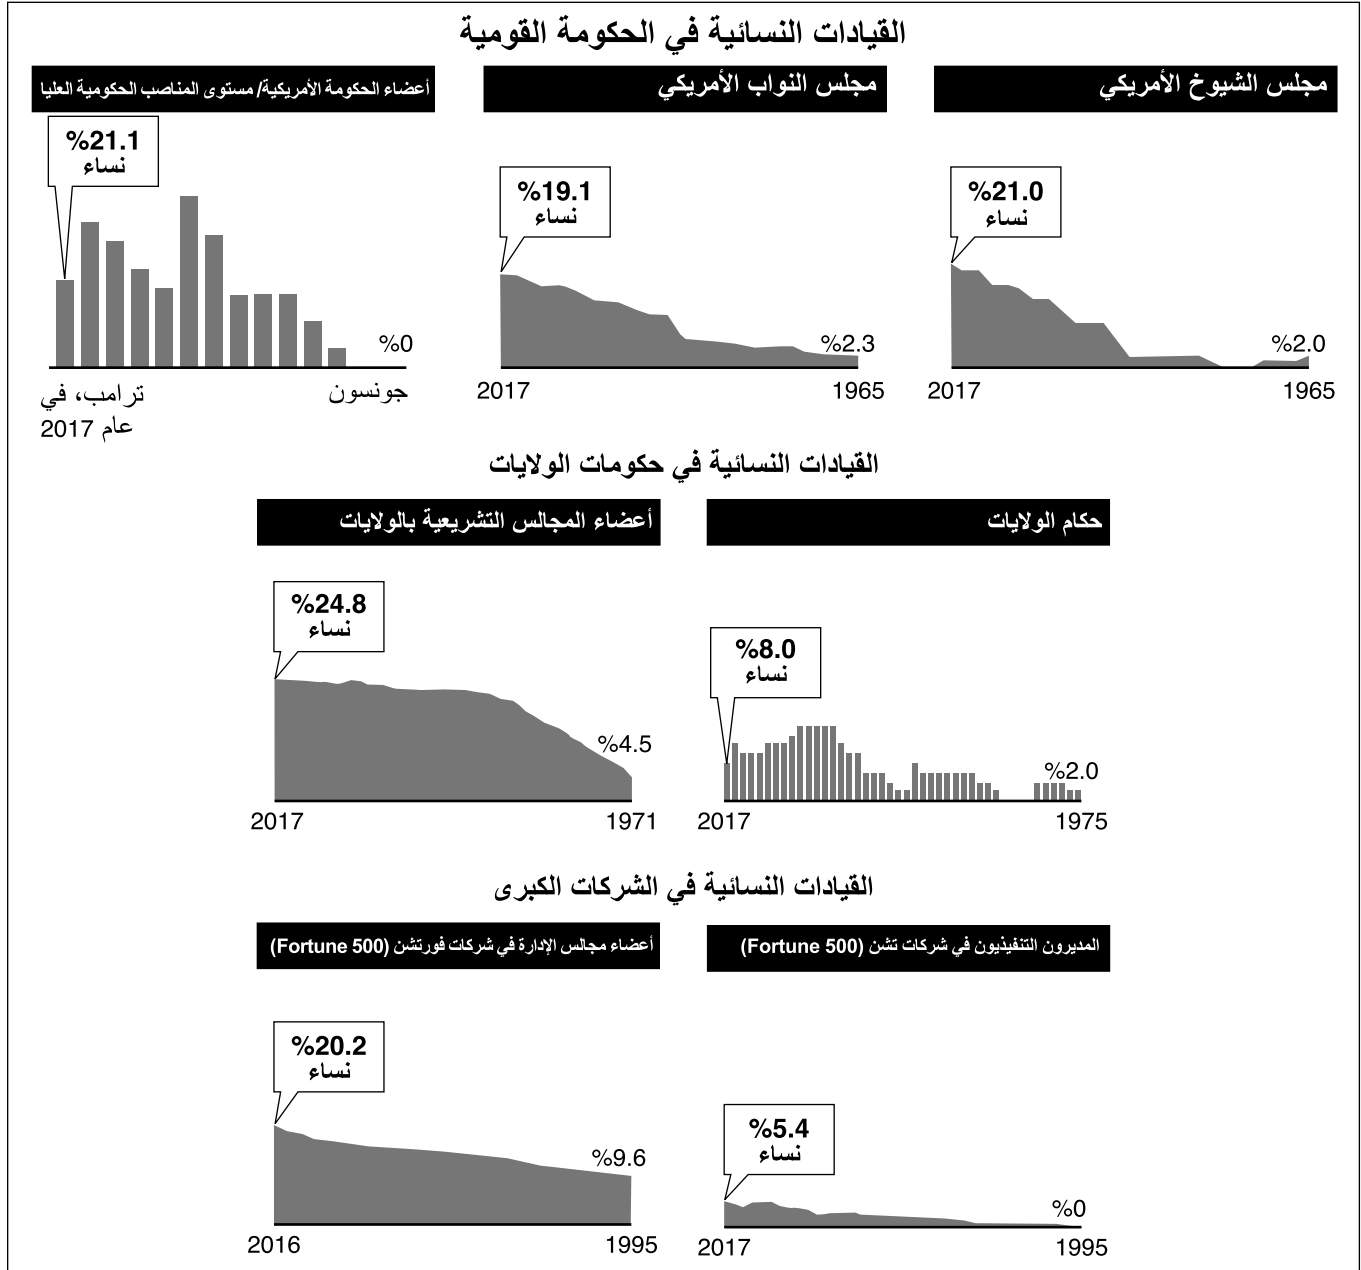 القيادات النسائية في الحكومة القومية
مجلس الشيوخ الأمريكي
%21.0
نساء
%2.0
1965
2017
مجلس النواب الأمريكي
%19.1
نساء
%2.3
1965
2017
أعضاء الحكومة الأمريكية/ مستوى المناصب الحكومية العليا
%21.1
نساء
%0
جونسون
ترامب، في
عام 2017
القيادات النسائية في حكومات الولايات
حكام الولايات
%8.0
نساء
%2.0
1975
2017
أعضاء المجالس التشريعية بالولايات
%24.8
نساء
%4.5
1971
2017
القيادات النسائية في الشركات الكبرى
المديرون التنفيذيون في شركات تشن (Fortune 500)
%5.4
نساء
%0
1995
2017
أعضاء مجالس الإدارة في شركات فورتشن (Fortune 500)
%20.2
نساء
%9.6
1995
2016